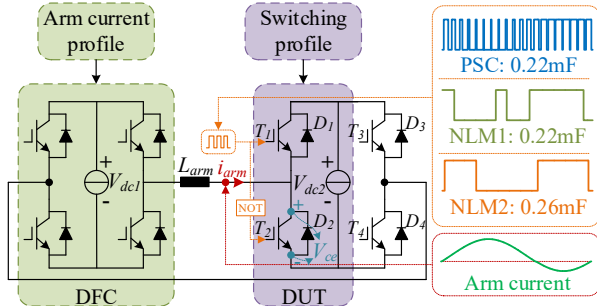 Arm current
profile
Switching
profile
PSC: 0.22mF
NLM1: 0.22mF
NLM2: 0.26mF
Arm current
T1
D1
T3
D3
+
Vdc1
-
Larm
iarm
+
Vdc2
-
NOT
T2
+
D2
-
Vce
T4
D4
DFC
DUT